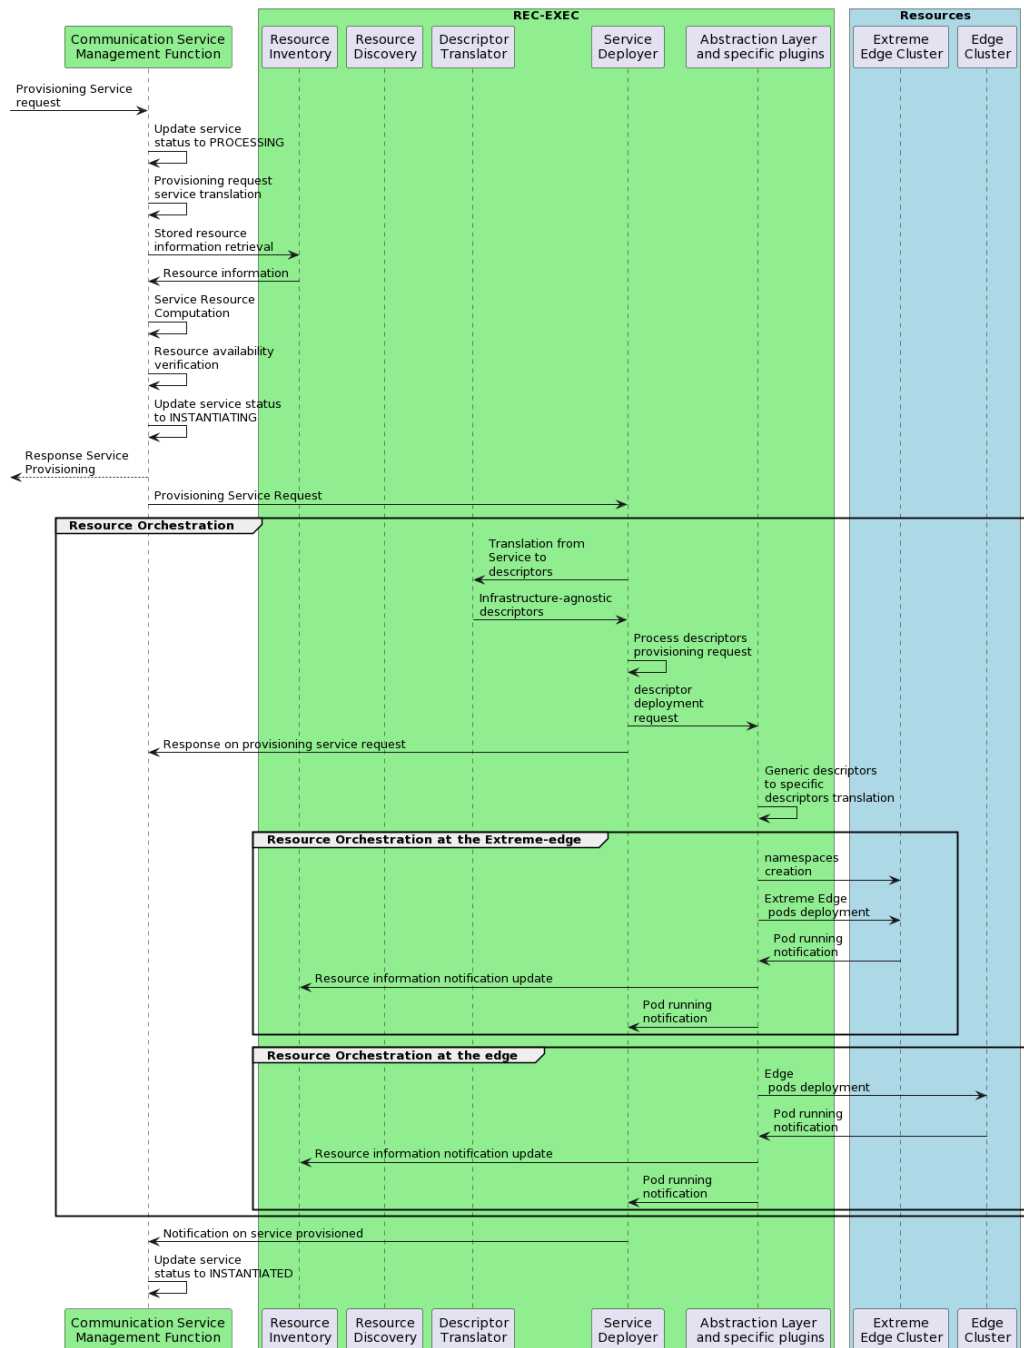 REC-EXEC
Resources
Communication Service
Management Function
Resource
Inventory
Resource
Discovery
Descriptor
Translator
Service
Deployer
Abstraction Layer
and specific plugins
Extreme
Edge Cluster
Edge
Cluster
Provisioning Service
request
Update service
status to PROCESSING
Provisioning request
service translation
Stored resource
information retrieval
Resource information
Service Resource
Computation
Resource availability
verification
Update service status
to INSTANTIATING
Response Service
Provisioning
Provisioning Service Request
Resource Orchestration
Translation from
Service to
descriptors
Infrastructure-agnostic
descriptors
Process descriptors
provisioning request
descriptor
deployment
request
Response on provisioning service request
Generic descriptors
to specific
descriptors translation
Resource Orchestration at the Extreme-edge
namespaces
creation
Extreme Edge
pods deployment
Pod running
notification
Resource information notification update
Pod running
notification
Resource Orchestration at the edge
Edge
pods deployment
Pod running
notification
Resource information notification update
Pod running
notification
Notification on service provisioned
Update service
status to INSTANTIATED
Communication Service
Management Function
Resource
Inventory
Resource
Discovery
Descriptor
Translator
Service
Deployer
Abstraction Layer
and specific plugins
Extreme
Edge Cluster
Edge
Cluster